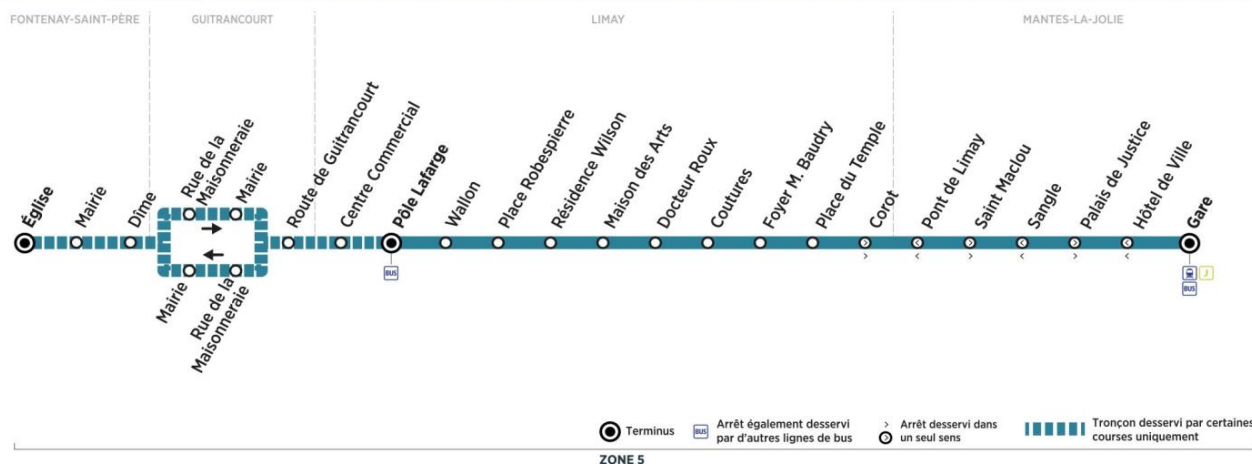 FONTENAY-SAINT-PÈRE
GUITRANCOURT
LIMAY
MANTES-LA-JOLIE
Église
Mairie
Dîme
Rue de la
Maisonneraie
Mairie
Mairie
Rue de la
Maisonneraie
Route de Guitrancourt
Centre Commercial
Pôle Lafarge
BUS
Wallon
Place Robespierre
Résidence Wilson
Maison des Arts
Docteur Roux
Coutures
Foyer M. Baudry
Place du Temple
Corot
Pont de Limay
Saint Maclou
Sangle
Palais de Justice
Hôtel de Ville
Gare
J
BUS
Terminus
BUS
Arrêt également desservi
par d'autres lignes de bus
Arrêt desservi dans
un seul sens
Tronçon desservi par certaines
courses uniquement
ZONE 5